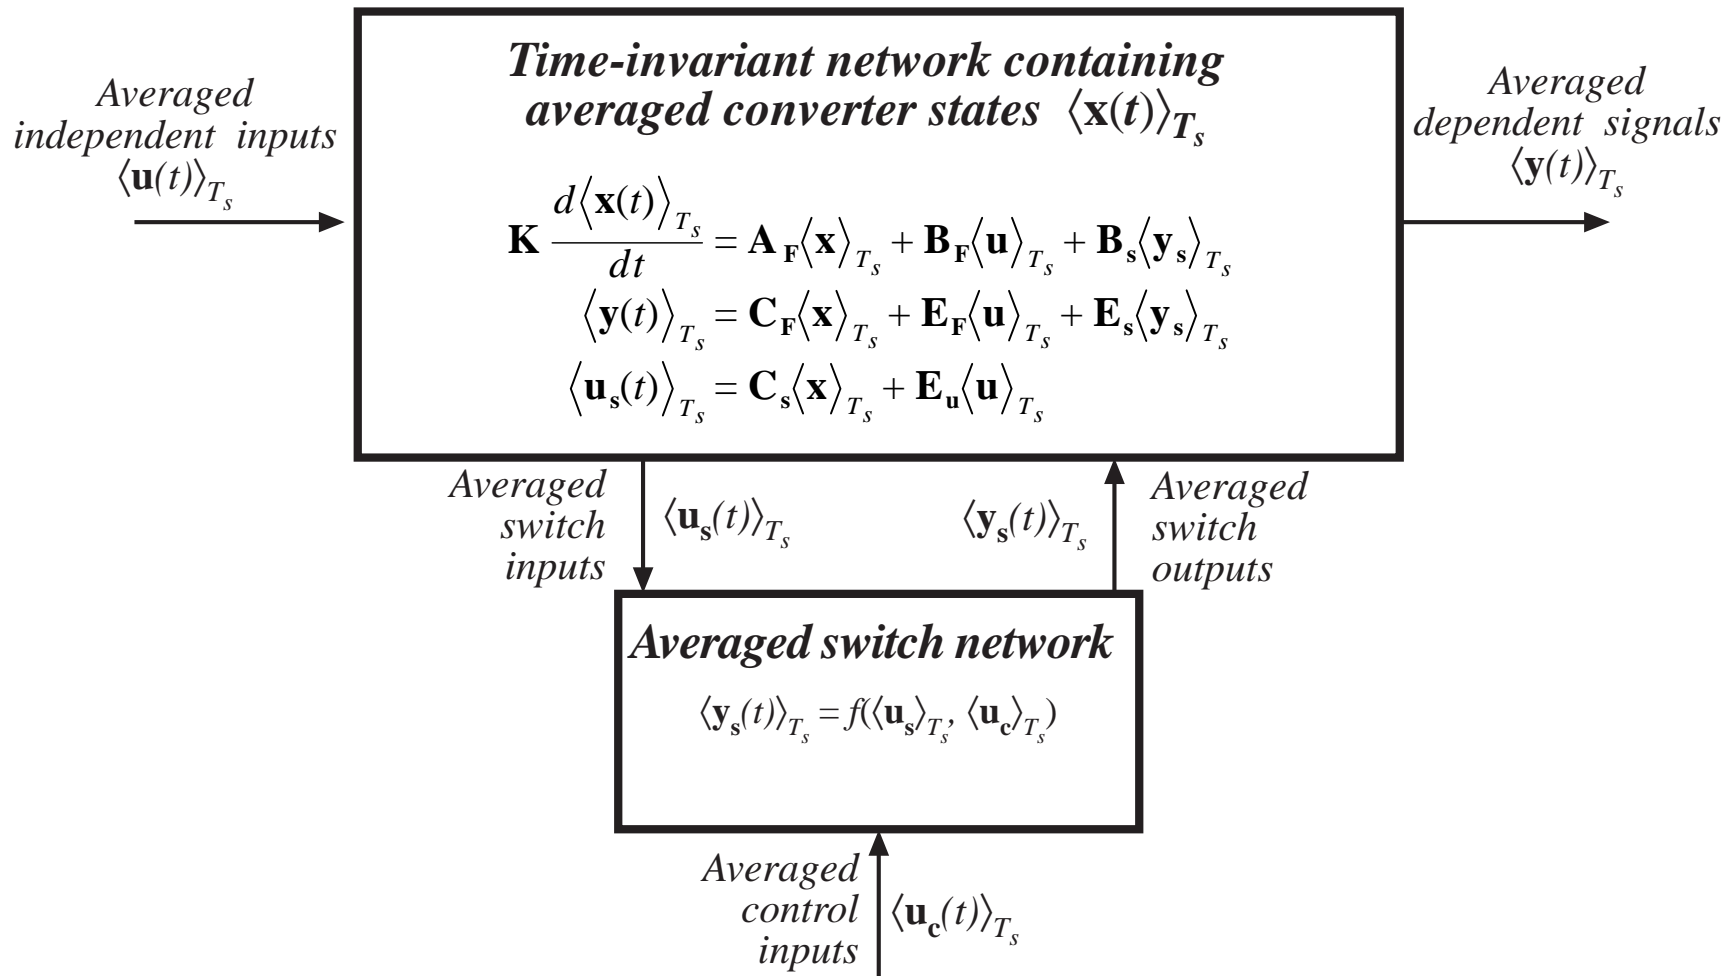 Time-invariant network containing
averaged converter states ⟨x(t)⟩_{T_s}
Averaged
independent inputs
⟨u(t)⟩_{T_s}
K d⟨x(t)⟩_{T_s}/dt = A_F⟨x⟩_{T_s} + B_F⟨u⟩_{T_s} + B_s⟨y_s⟩_{T_s}
⟨y(t)⟩_{T_s} = C_F⟨x⟩_{T_s} + E_F⟨u⟩_{T_s} + E_s⟨y_s⟩_{T_s}
⟨u_s(t)⟩_{T_s} = C_s⟨x⟩_{T_s} + E_u⟨u⟩_{T_s}
Averaged
dependent signals
⟨y(t)⟩_{T_s}
Averaged
switch
inputs
⟨u_s(t)⟩_{T_s}
⟨y_s(t)⟩_{T_s}
Averaged
switch
outputs
Averaged switch network
⟨y_s(t)⟩_{T_s} = f(⟨u_s⟩_{T_s}, ⟨u_c⟩_{T_s})
Averaged
control
inputs
⟨u_c(t)⟩_{T_s}